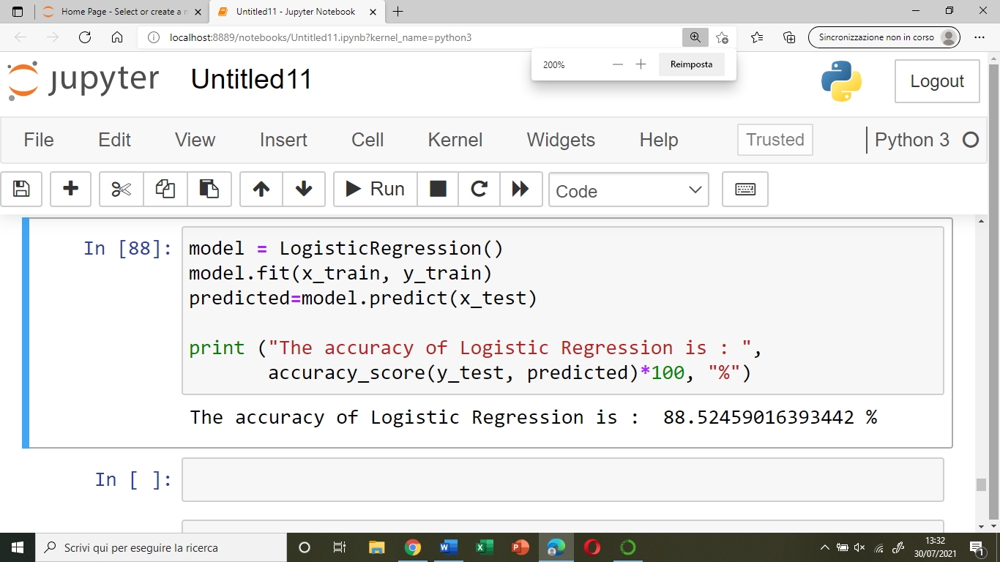 Home Page - Select or create a n
Untitled11 - Jupyter Notebook
localhost:8889/notebooks/Untitled11.ipynb?kernel_name=python3
Sincronizzazione non in corso
200%
Reimposta
jupyter
Untitled11
Logout
File Edit View Insert Cell Kernel Widgets Help
Trusted
Python 3
Run
Code
In [88]:
model = LogisticRegression()
model.fit(x_train, y_train)
predicted=model.predict(x_test)
print ("The accuracy of Logistic Regression is : ",
accuracy_score(y_test, predicted)*100, "%")
The accuracy of Logistic Regression is :  88.52459016393442 %
In [ ]:
Scrivi qui per eseguire la ricerca
13:32
30/07/2021
1